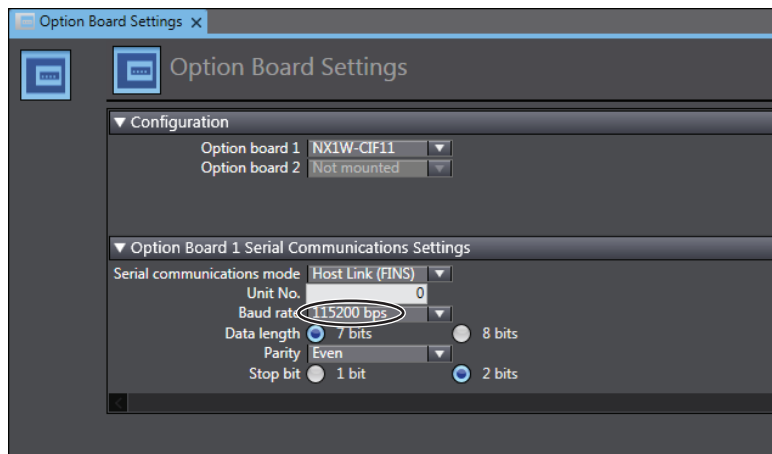 Option Board Settings
Option Board Settings
Configuration
Option board 1 NX1W-CIF11
Option board 2 Not mounted
Option Board 1 Serial Communications Settings
Serial communications mode Host Link (FINS)
Unit No. 0
Baud rate 115200 bps
Data length 7 bits 8 bits
Parity Even
Stop bit 1 bit 2 bits